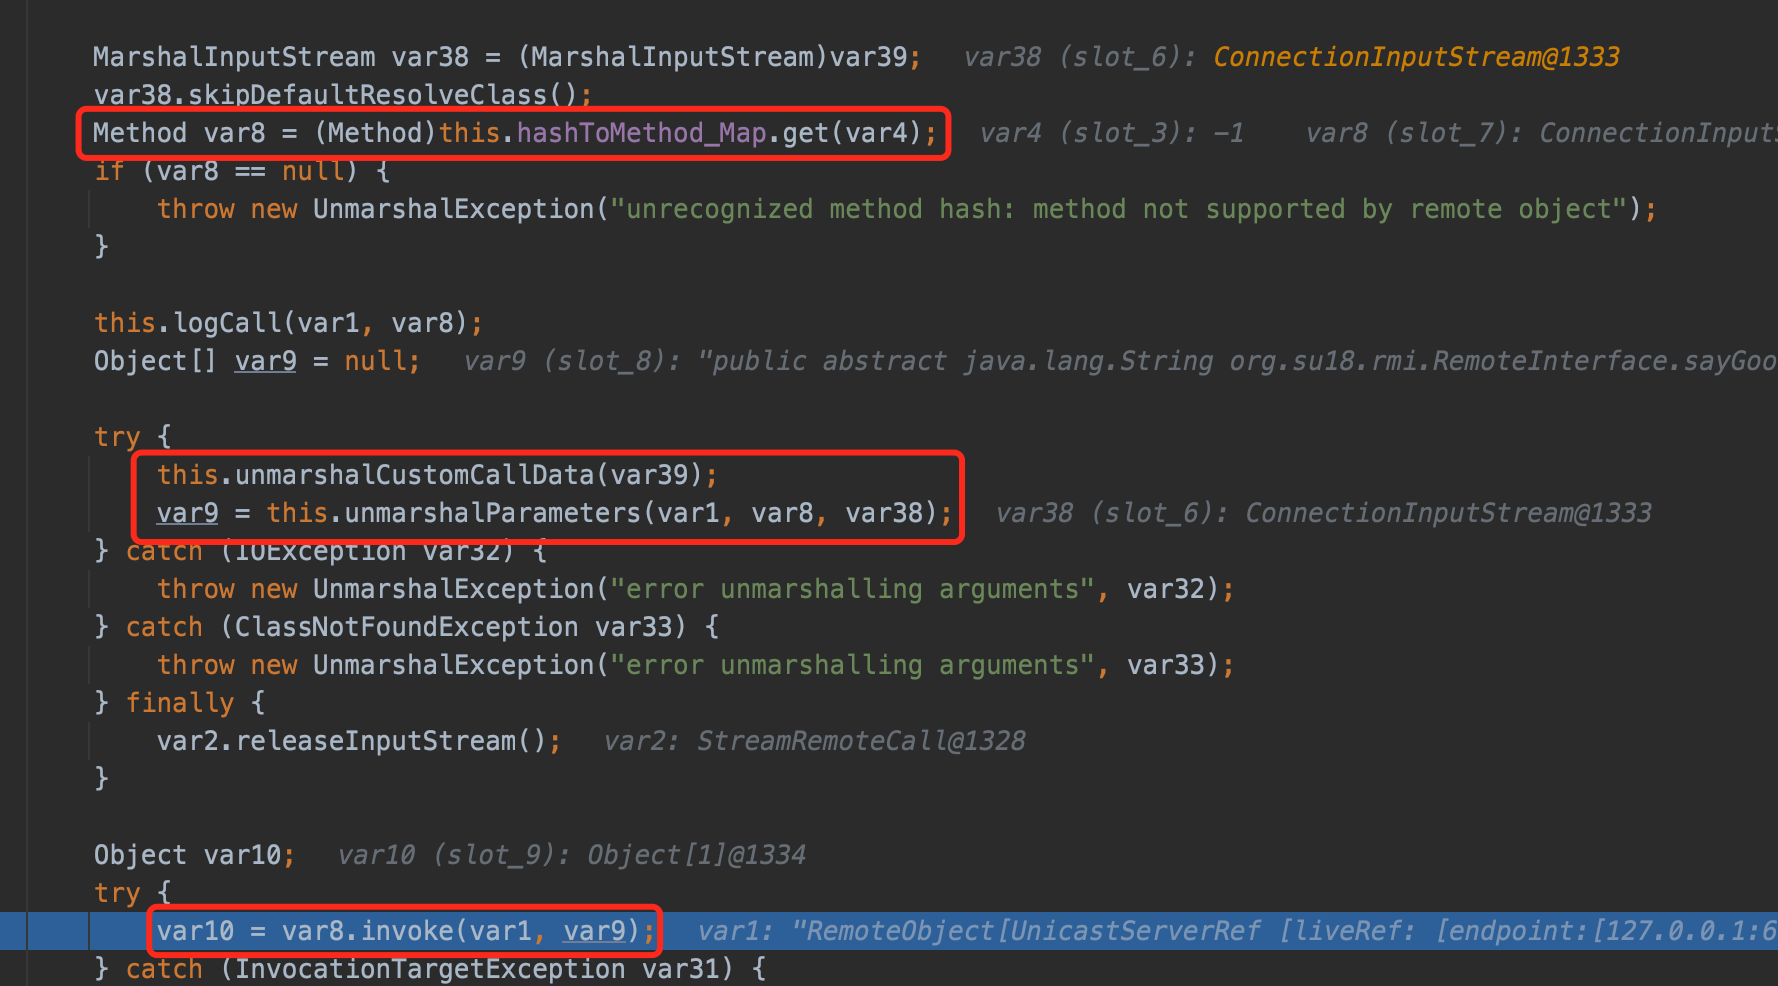 MarshalInputStream var38 = (MarshalInputStream)var39;   var38 (slot_6): ConnectionInputStream@1333
var38.skipDefaultResolveClass();
Method var8 = (Method)this.hashToMethod_Map.get(var4);   var4 (slot_3): -1    var8 (slot_7): ConnectionInputS
if (var8 == null) {
    throw new UnmarshalException("unrecognized method hash: method not supported by remote object");
}
this.logCall(var1, var8);
Object[] var9 = null;   var9 (slot_8): "public abstract java.lang.String org.su18.rmi.RemoteInterface.sayGoo
try {
    this.unmarshalCustomCallData(var39);
    var9 = this.unmarshalParameters(var1, var8, var38);   var38 (slot_6): ConnectionInputStream@1333
} catch (IOException var32) {
    throw new UnmarshalException("error unmarshalling arguments", var32);
} catch (ClassNotFoundException var33) {
    throw new UnmarshalException("error unmarshalling arguments", var33);
} finally {
    var2.releaseInputStream();   var2: StreamRemoteCall@1328
}
Object var10;   var10 (slot_9): Object[1]@1334
try {
    var10 = var8.invoke(var1, var9);   var1: "RemoteObject[UnicastServerRef [liveRef: [endpoint:[127.0.0.1:6
} catch (InvocationTargetException var31) {